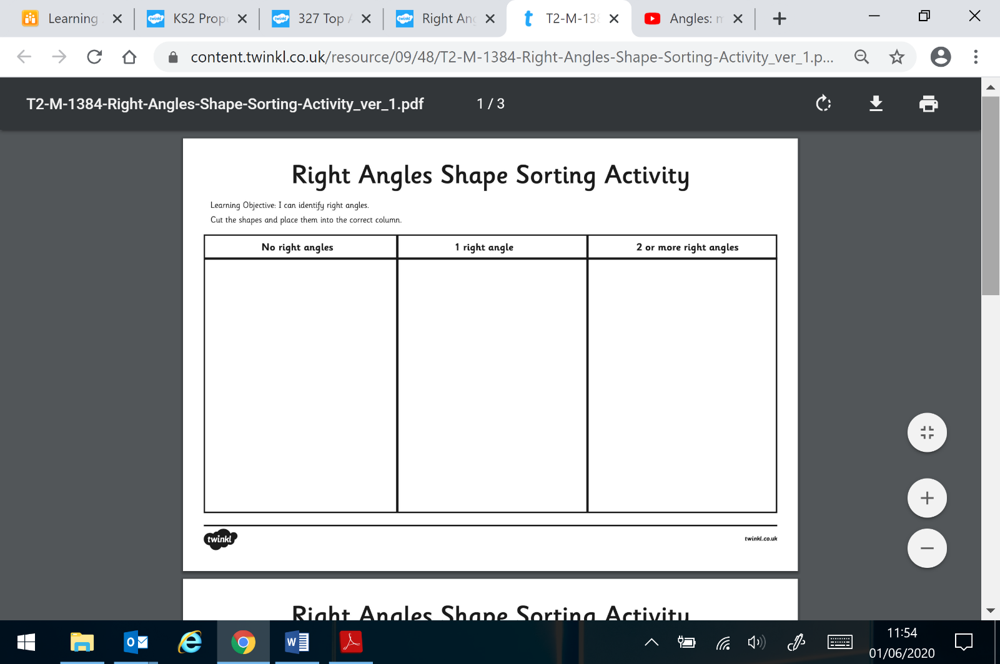 Learning
KS2 Prop
327 Top A
Right Ang
T2-M-138
Angles: m
content.twinkl.co.uk/resource/09/48/T2-M-1384-Right-Angles-Shape-Sorting-Activity_ver_1.p...
T2-M-1384-Right-Angles-Shape-Sorting-Activity_ver_1.pdf
1 / 3
Right Angles Shape Sorting Activity
Learning Objective: I can identify right angles.
Cut the shapes and place them into the correct column.
No right angles
1 right angle
2 or more right angles
twinkl
twinkl.co.uk
Right Angles Shape Sorting Activity
11:54
01/06/2020